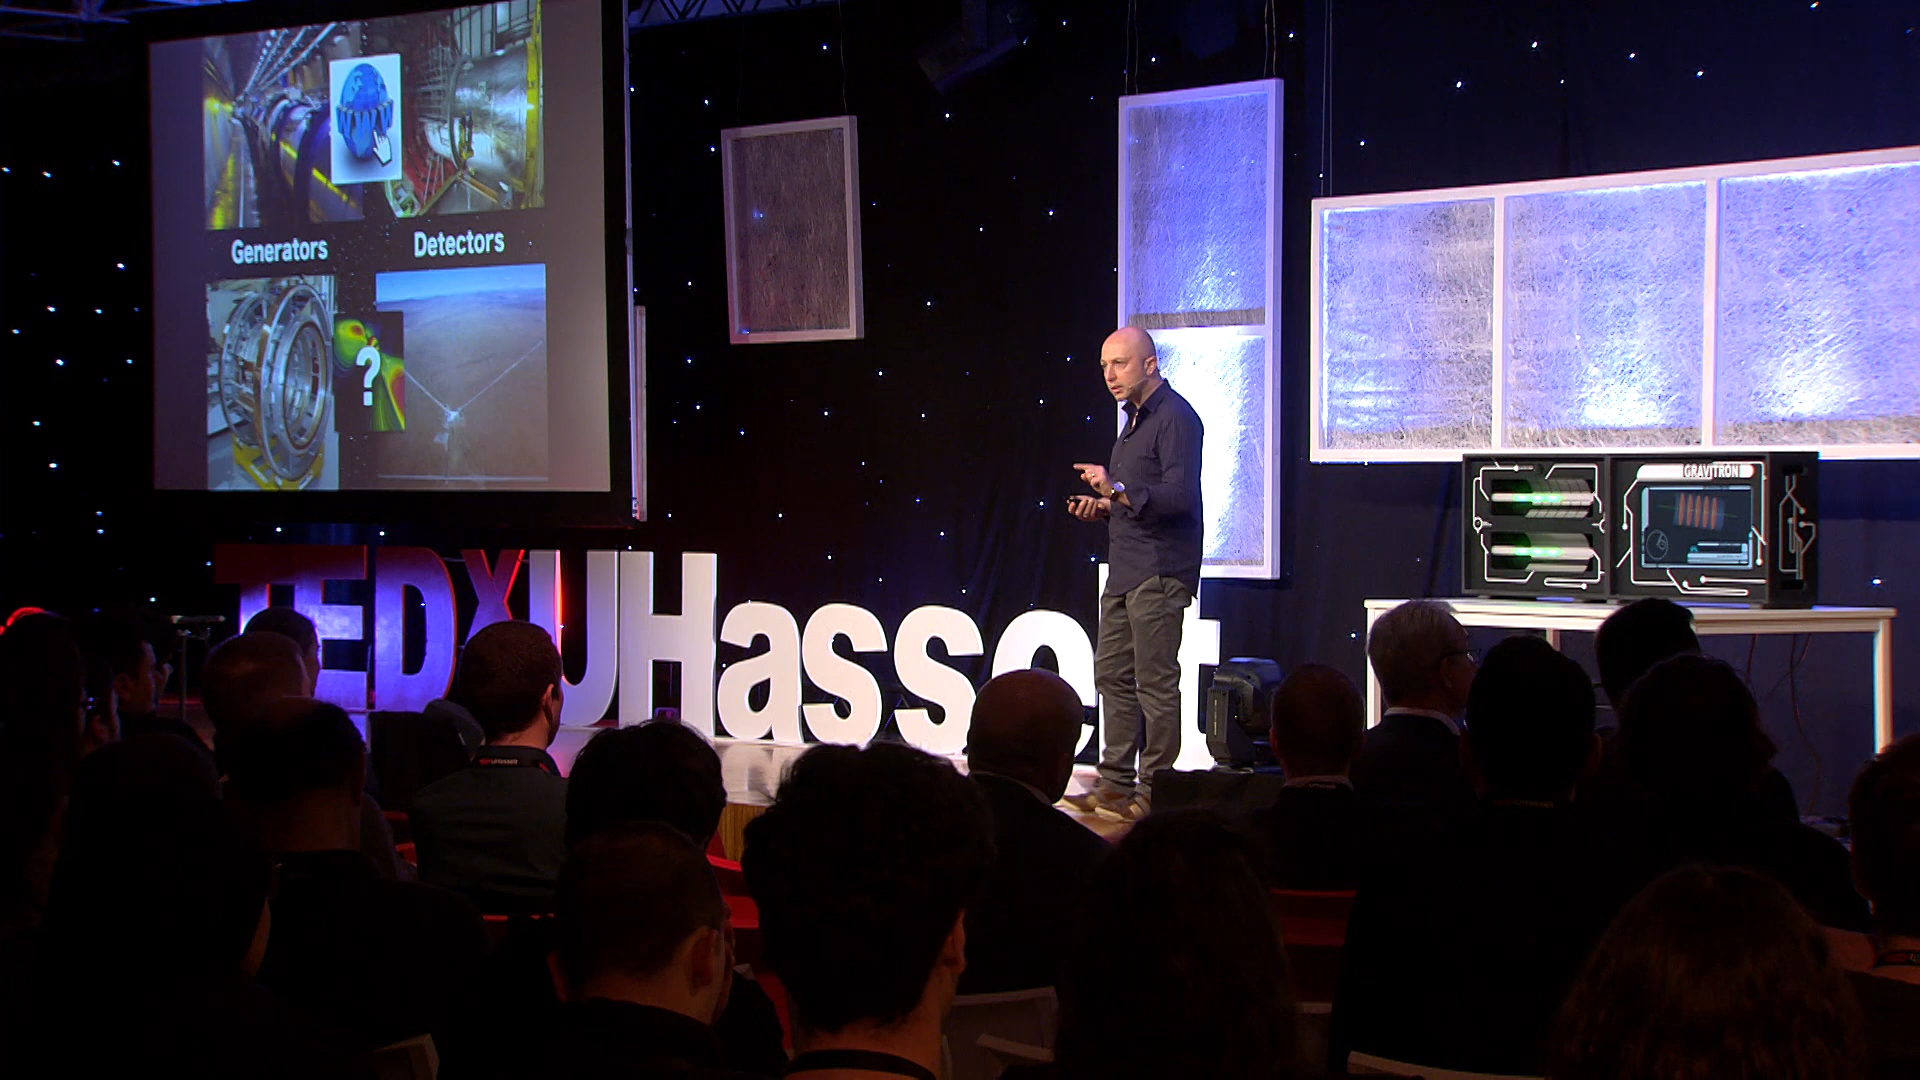 WWW
Generators
Detectors
?
GRAVITRON
TEDxUHasselt